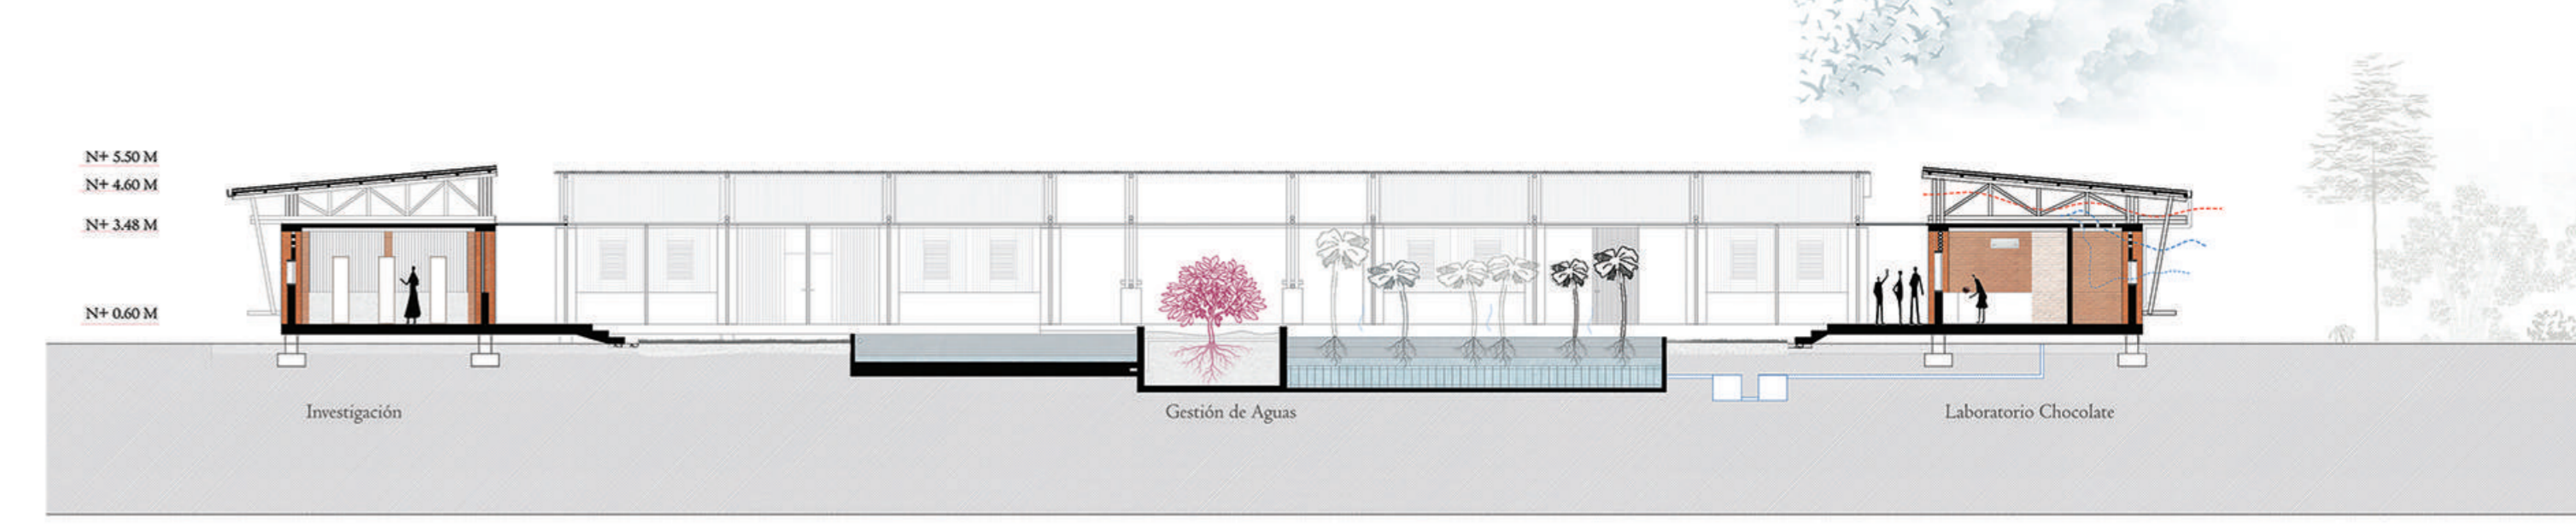 N+ 5.50 M
N+ 4.60 M
N+ 3.48 M
N+ 0.60 M
Investigación
Gestión de Aguas
Laboratorio Chocolate